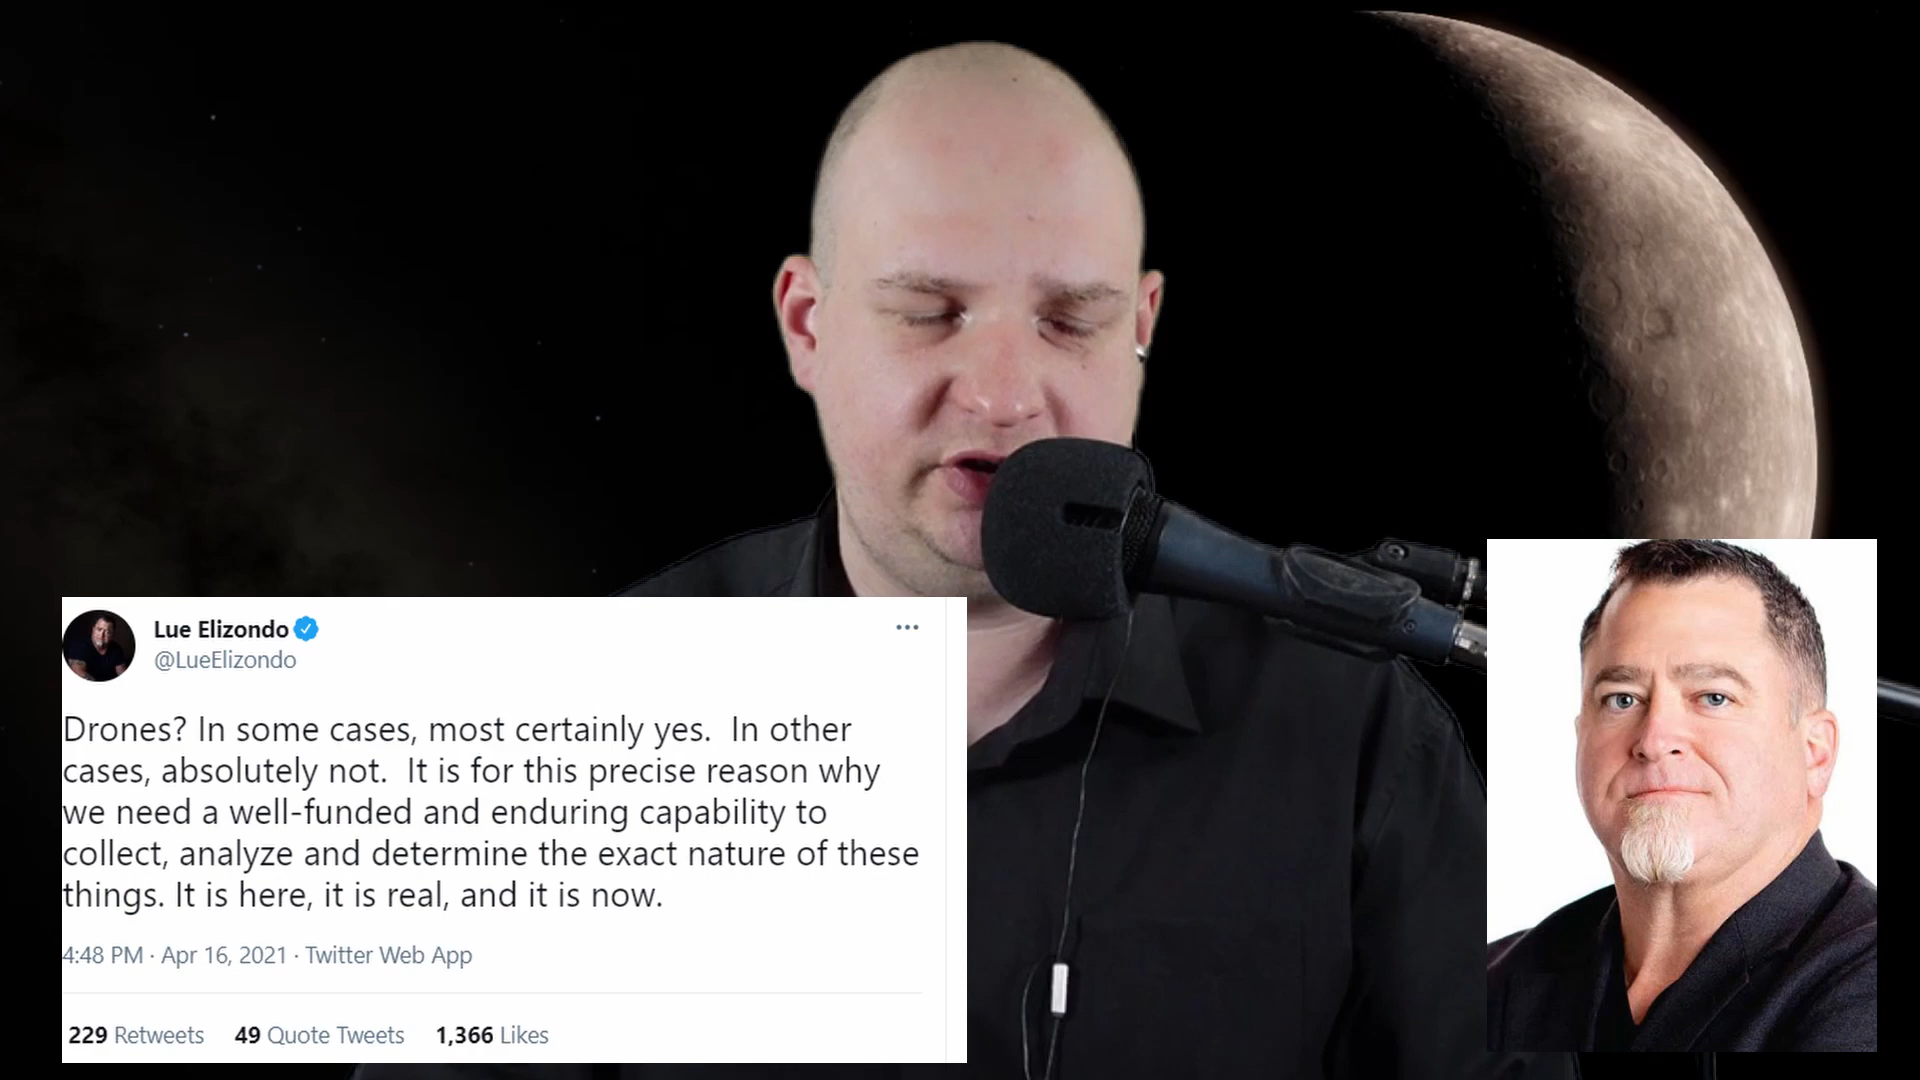 Lue Elizondo
@LueElizondo
Drones? In some cases, most certainly yes.  In other
cases, absolutely not.  It is for this precise reason why
we need a well-funded and enduring capability to
collect, analyze and determine the exact nature of these
things. It is here, it is real, and it is now.
4:48 PM · Apr 16, 2021 · Twitter Web App
229 Retweets 49 Quote Tweets 1,366 Likes